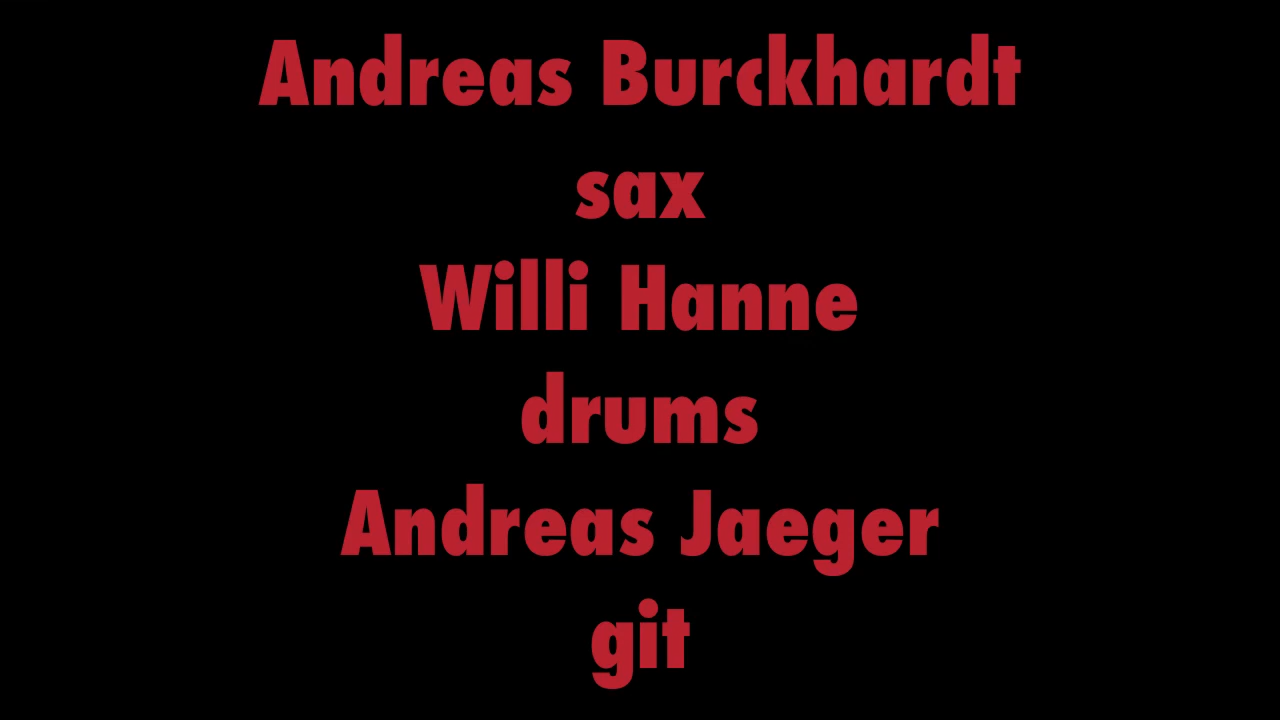 Andreas Burckhardt
sax
Willi Hanne
drums
Andreas Jaeger
git